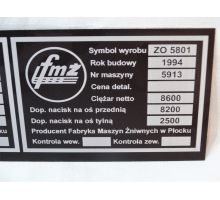 fmż
Symbol wyrobu ZO 5801
Rok budowy 1994
Nr maszyny 5913
Cena detal.
Ciężar netto 8600
Dop. nacisk na oś przednią 8200
Dop. nacisk na oś tylną 2500
Producent Fabryka Maszyn Żniwnych w Płocku
Kontrola wew. Kontrola zew.